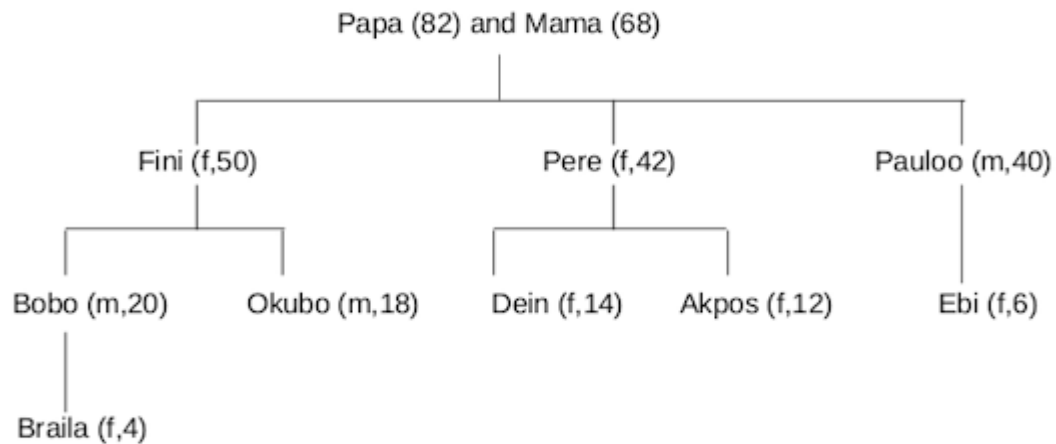 Papa (82) and Mama (68)
Fini (f,50) Pere (f,42) Pauloo (m,40)
Bobo (m,20) Okubo (m,18) Dein (f,14) Akpos (f,12) Ebi (f,6)
Braila (f,4)